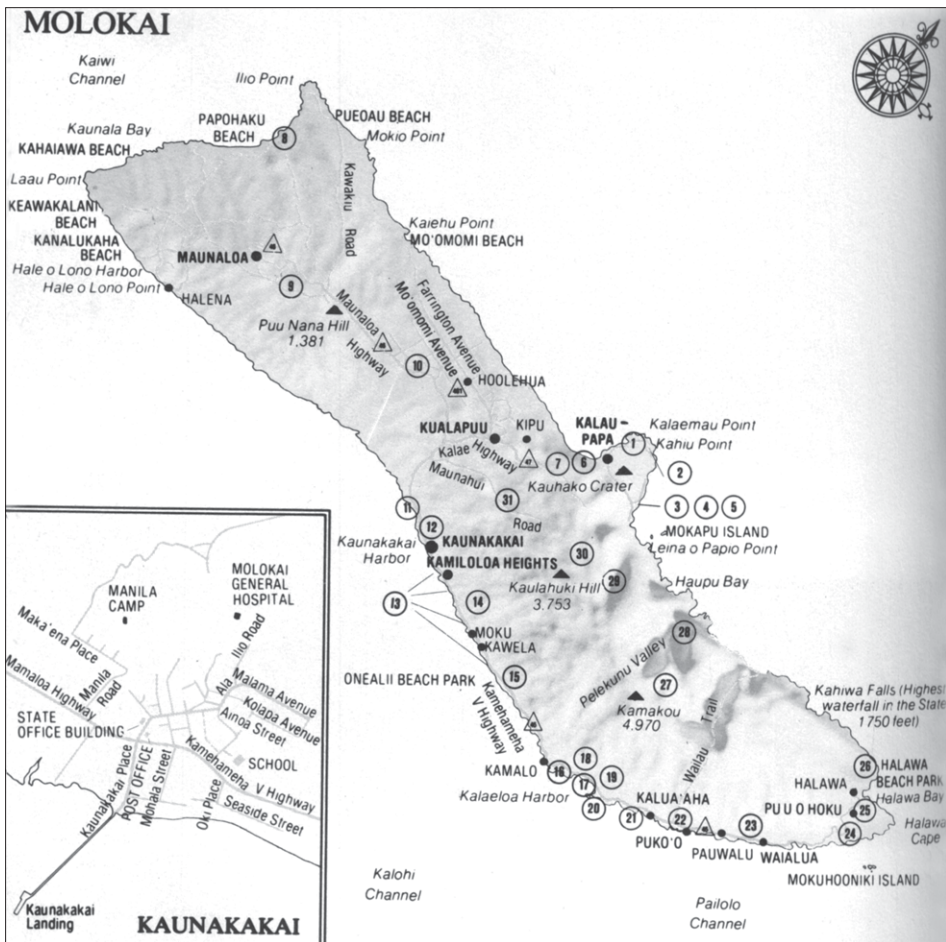 MOLOKAI
Kaiwi
Channel
Ilio Point
PAPOHAKU
BEACH
8
PUEOAU BEACH
Mokio Point
Kaunala Bay
KAHAIAWA BEACH
Laau Point
KEAWAKALANI
BEACH
KANALUKAHA
BEACH
Hale o Lono Harbor
Hale o Lono Point
HALENA
MAUNALOA
46
9
Kawakiu
Road
Kaiehu Point
MO'OMOMI BEACH
Puu Nana Hill
1.381
Maunaloa
Highway
46
10
Mo'omomi Avenue
Farrington Avenue
HOOLEHUA
KUALAPUU
KIPU
Kalae Highway
47
7
6
KALAU-
PAPA
1
Kalaemau Point
Kahiu Point
2
Kauhako Crater
3
4
5
MOKAPU ISLAND
Leina o Papio Point
Maunahui
Road
31
11
12
KAUNAKAKAI
Kaunakakai
Harbor
KAMILOLOA HEIGHTS
30
Kaulahuki Hill
3.753
29
Haupu Bay
13
14
MOKU
KAWELA
28
Pelekunu Valley
ONEALII BEACH PARK
15
27
Kamakou
4.970
Kamehameha
V Highway
Wailau
Trail
Kahiwa Falls (Highest
waterfall in the State
1750 feet)
KAMALO
16
17
18
19
20
Kalaeloa Harbor
KALUA'AHA
21
22
23
PUKO'O
PAUWALU
WAIALUA
26
HALAWA
BEACH PARK
HALAWA
Halawa Bay
PUU O HOKU
25
24
Halawa
Cape
MOKUHOONIKI ISLAND
Kalohi
Channel
Pailolo
Channel
MANILA
CAMP
MOLOKAI
GENERAL
HOSPITAL
Maka'ena Place
Manila
Road
Mamaloa Highway
Ilio Road
Ala Malama Avenue
Kolapa Avenue
Ainoa Street
STATE
OFFICE BUILDING
SCHOOL
Kaunakakai Place
POST OFFICE
Mohala Street
Oki Place
Kamehameha V Highway
Seaside Street
Kaunakakai
Landing
KAUNAKAKAI